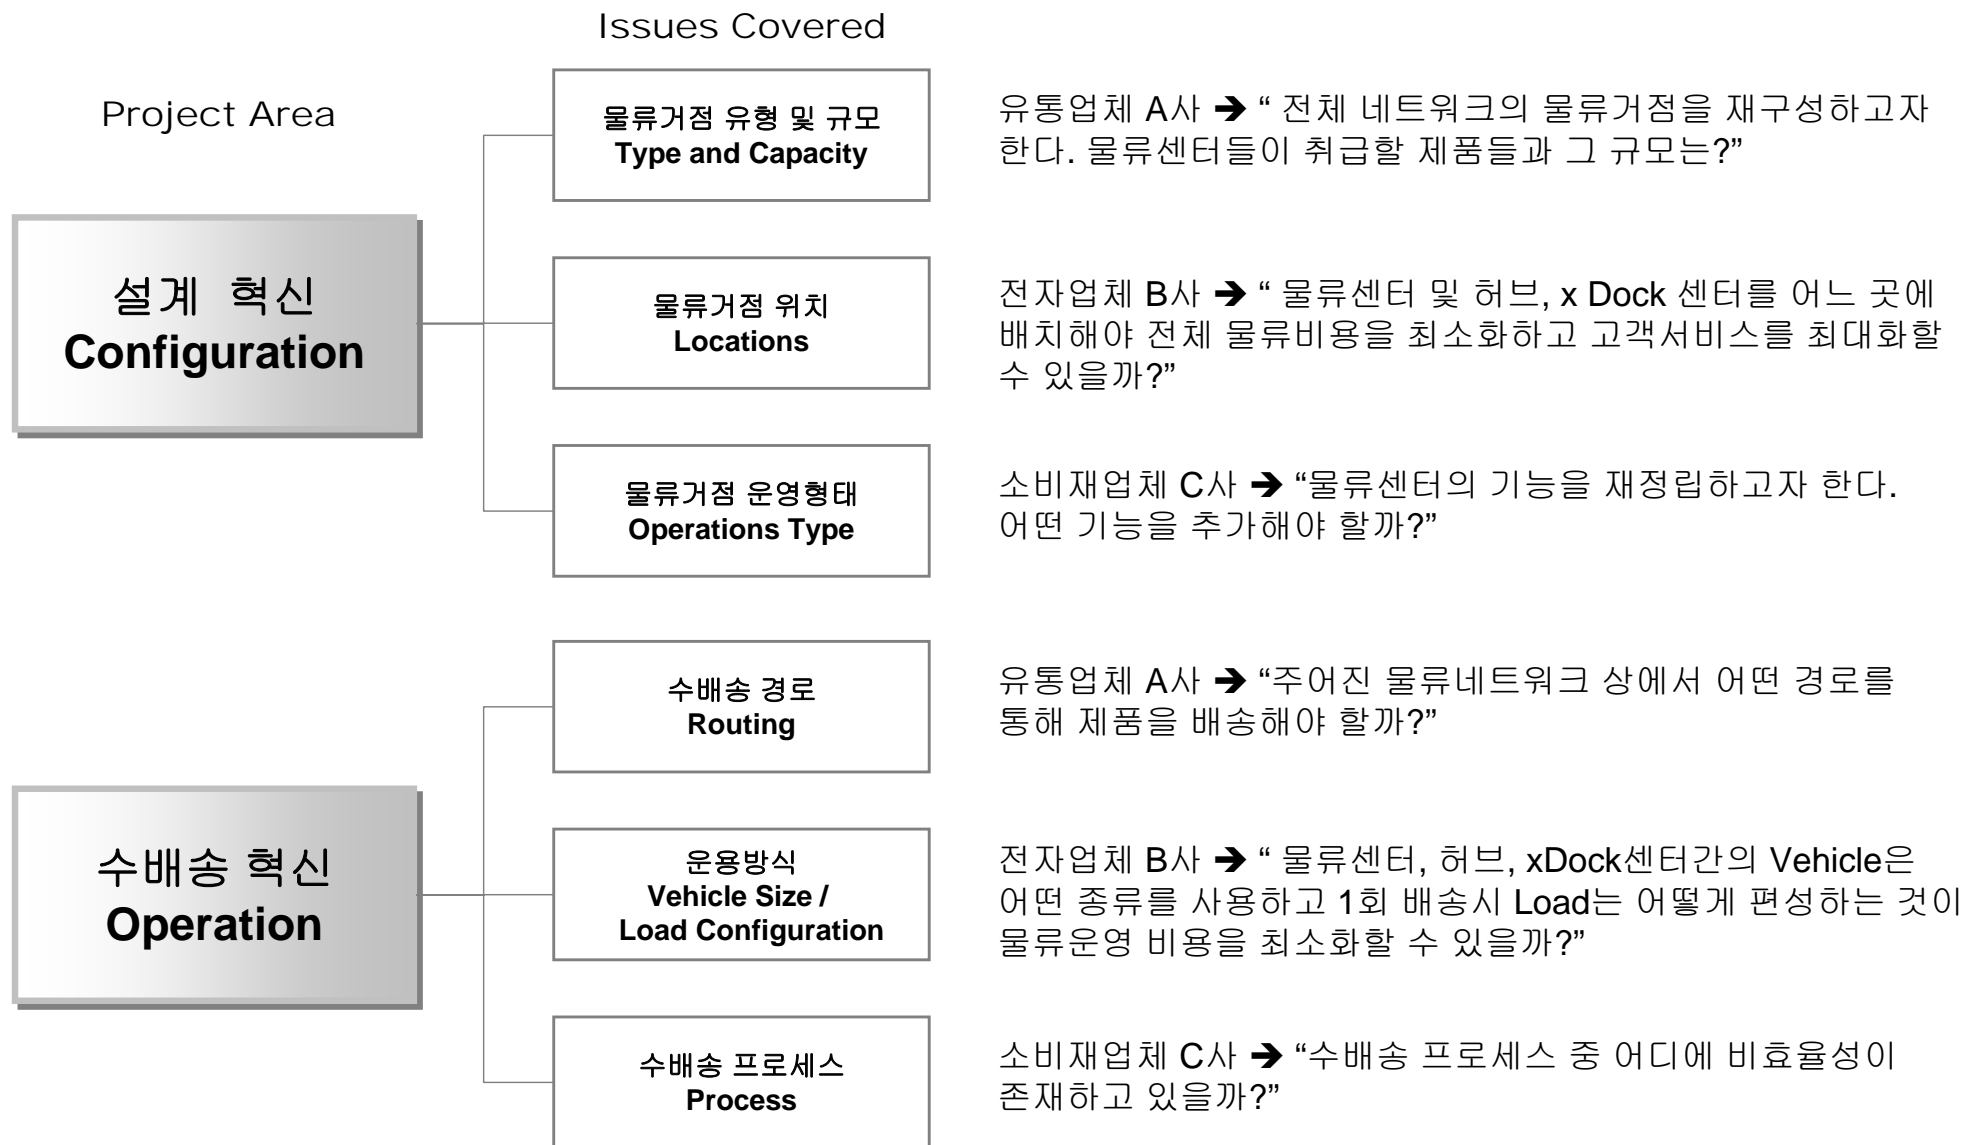 Issues Covered
Project Area
물류거점 유형 및 규모
Type and Capacity
유통업체 A사 ➔ “ 전체 네트워크의 물류거점을 재구성하고자
한다. 물류센터들이 취급할 제품들과 그 규모는?”
설계 혁신
Configuration
물류거점 위치
Locations
전자업체 B사 ➔ “ 물류센터 및 허브, x Dock 센터를 어느 곳에
배치해야 전체 물류비용을 최소화하고 고객서비스를 최대화할
수 있을까?”
물류거점 운영형태
Operations Type
소비재업체 C사 ➔ “물류센터의 기능을 재정립하고자 한다.
어떤 기능을 추가해야 할까?”
수배송 경로
Routing
유통업체 A사 ➔ “주어진 물류네트워크 상에서 어떤 경로를
통해 제품을 배송해야 할까?”
수배송 혁신
Operation
운용방식
Vehicle Size /
Load Configuration
전자업체 B사 ➔ “ 물류센터, 허브, xDock센터간의 Vehicle은
어떤 종류를 사용하고 1회 배송시 Load는 어떻게 편성하는 것이
물류운영 비용을 최소화할 수 있을까?”
수배송 프로세스
Process
소비재업체 C사 ➔ “수배송 프로세스 중 어디에 비효율성이
존재하고 있을까?”